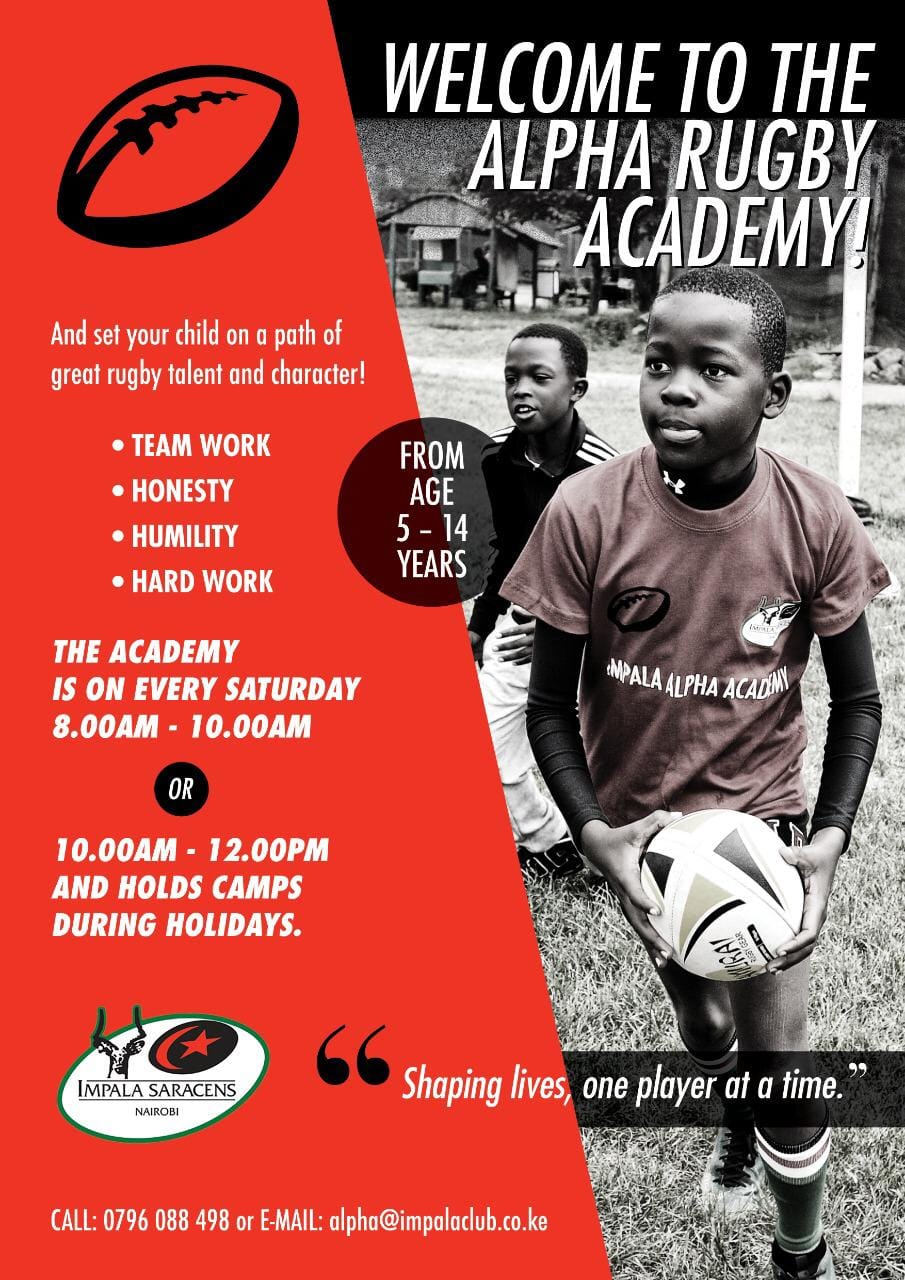 WELCOME TO THE
ALPHA RUGBY
ACADEMY!
And set your child on a path of
great rugby talent and character!
• TEAM WORK
• HONESTY
• HUMILITY
• HARD WORK
FROM
AGE
5 – 14
YEARS
THE ACADEMY
IS ON EVERY SATURDAY
8.00AM - 10.00AM
OR
10.00AM - 12.00PM
AND HOLDS CAMPS
DURING HOLIDAYS.
IMPALA ALPHA ACADEMY
IMPALA SARACENS
NAIROBI
“Shaping lives, one player at a time.”
CALL: 0796 088 498 or E-MAIL: alpha@impalaclub.co.ke